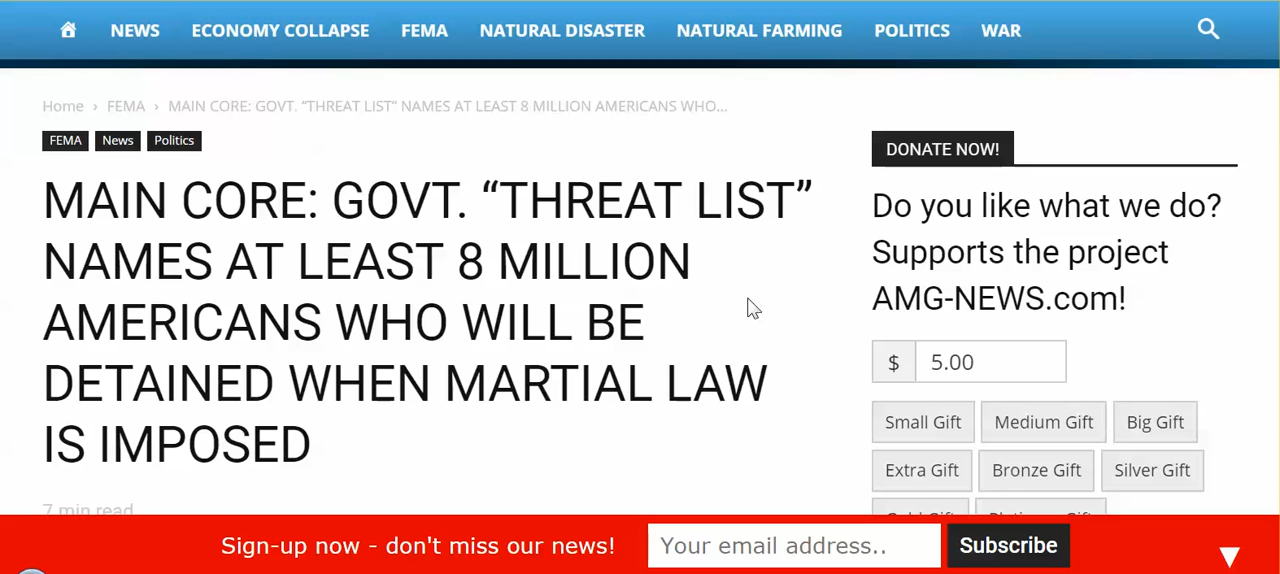 NEWS ECONOMY COLLAPSE FEMA NATURAL DISASTER NATURAL FARMING POLITICS WAR
Home › FEMA › MAIN CORE: GOVT. “THREAT LIST” NAMES AT LEAST 8 MILLION AMERICANS WHO...
FEMA News Politics
MAIN CORE: GOVT. “THREAT LIST”
NAMES AT LEAST 8 MILLION
AMERICANS WHO WILL BE
DETAINED WHEN MARTIAL LAW
IS IMPOSED
7 min read
DONATE NOW!
Do you like what we do?
Supports the project
AMG-NEWS.com!
$ 5.00
Small Gift Medium Gift Big Gift
Extra Gift Bronze Gift Silver Gift
Sign-up now - don't miss our news! Your email address.. Subscribe